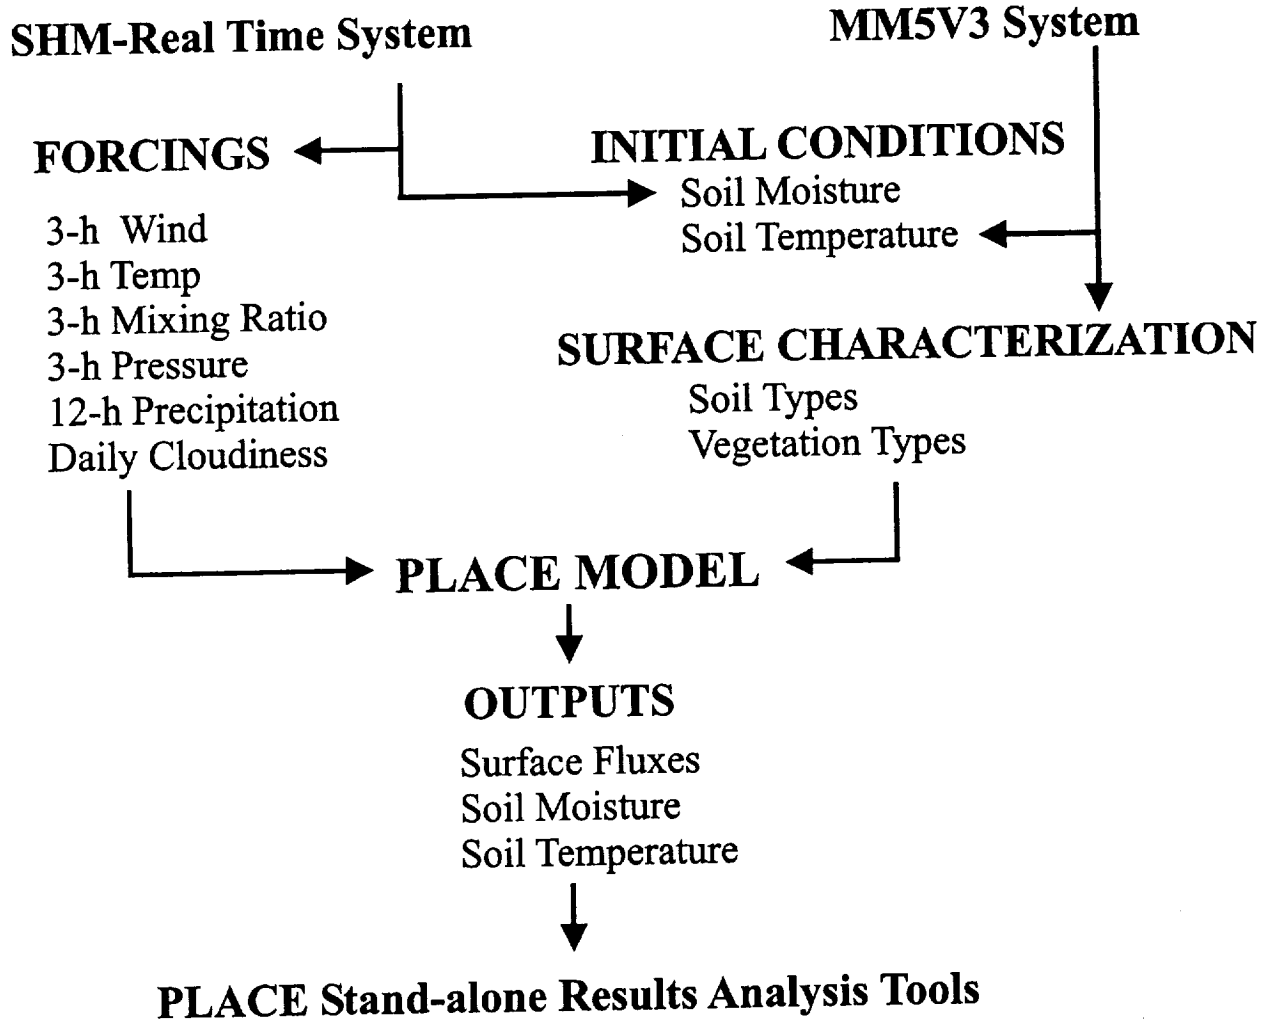 SHM-Real Time System
MM5V3 System
FORCINGS
3-h Wind
3-h Temp
3-h Mixing Ratio
3-h Pressure
12-h Precipitation
Daily Cloudiness
INITIAL CONDITIONS
Soil Moisture
Soil Temperature
SURFACE CHARACTERIZATION
Soil Types
Vegetation Types
PLACE MODEL
OUTPUTS
Surface Fluxes
Soil Moisture
Soil Temperature
PLACE Stand-alone Results Analysis Tools